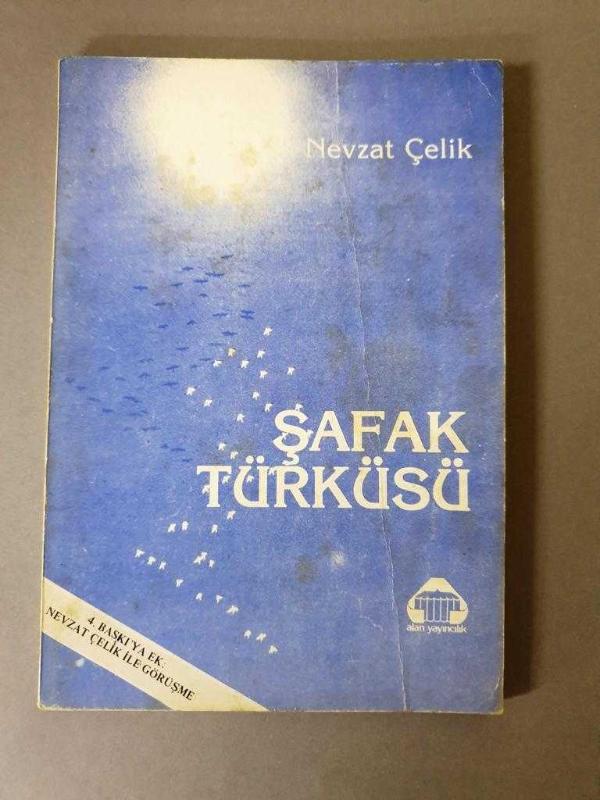 Nevzat Çelik
ŞAFAK
TÜRKÜSÜ
alan yayıncılık
4. BASKI'YA EK:
NEVZAT ÇELİK İLE GÖRÜŞME